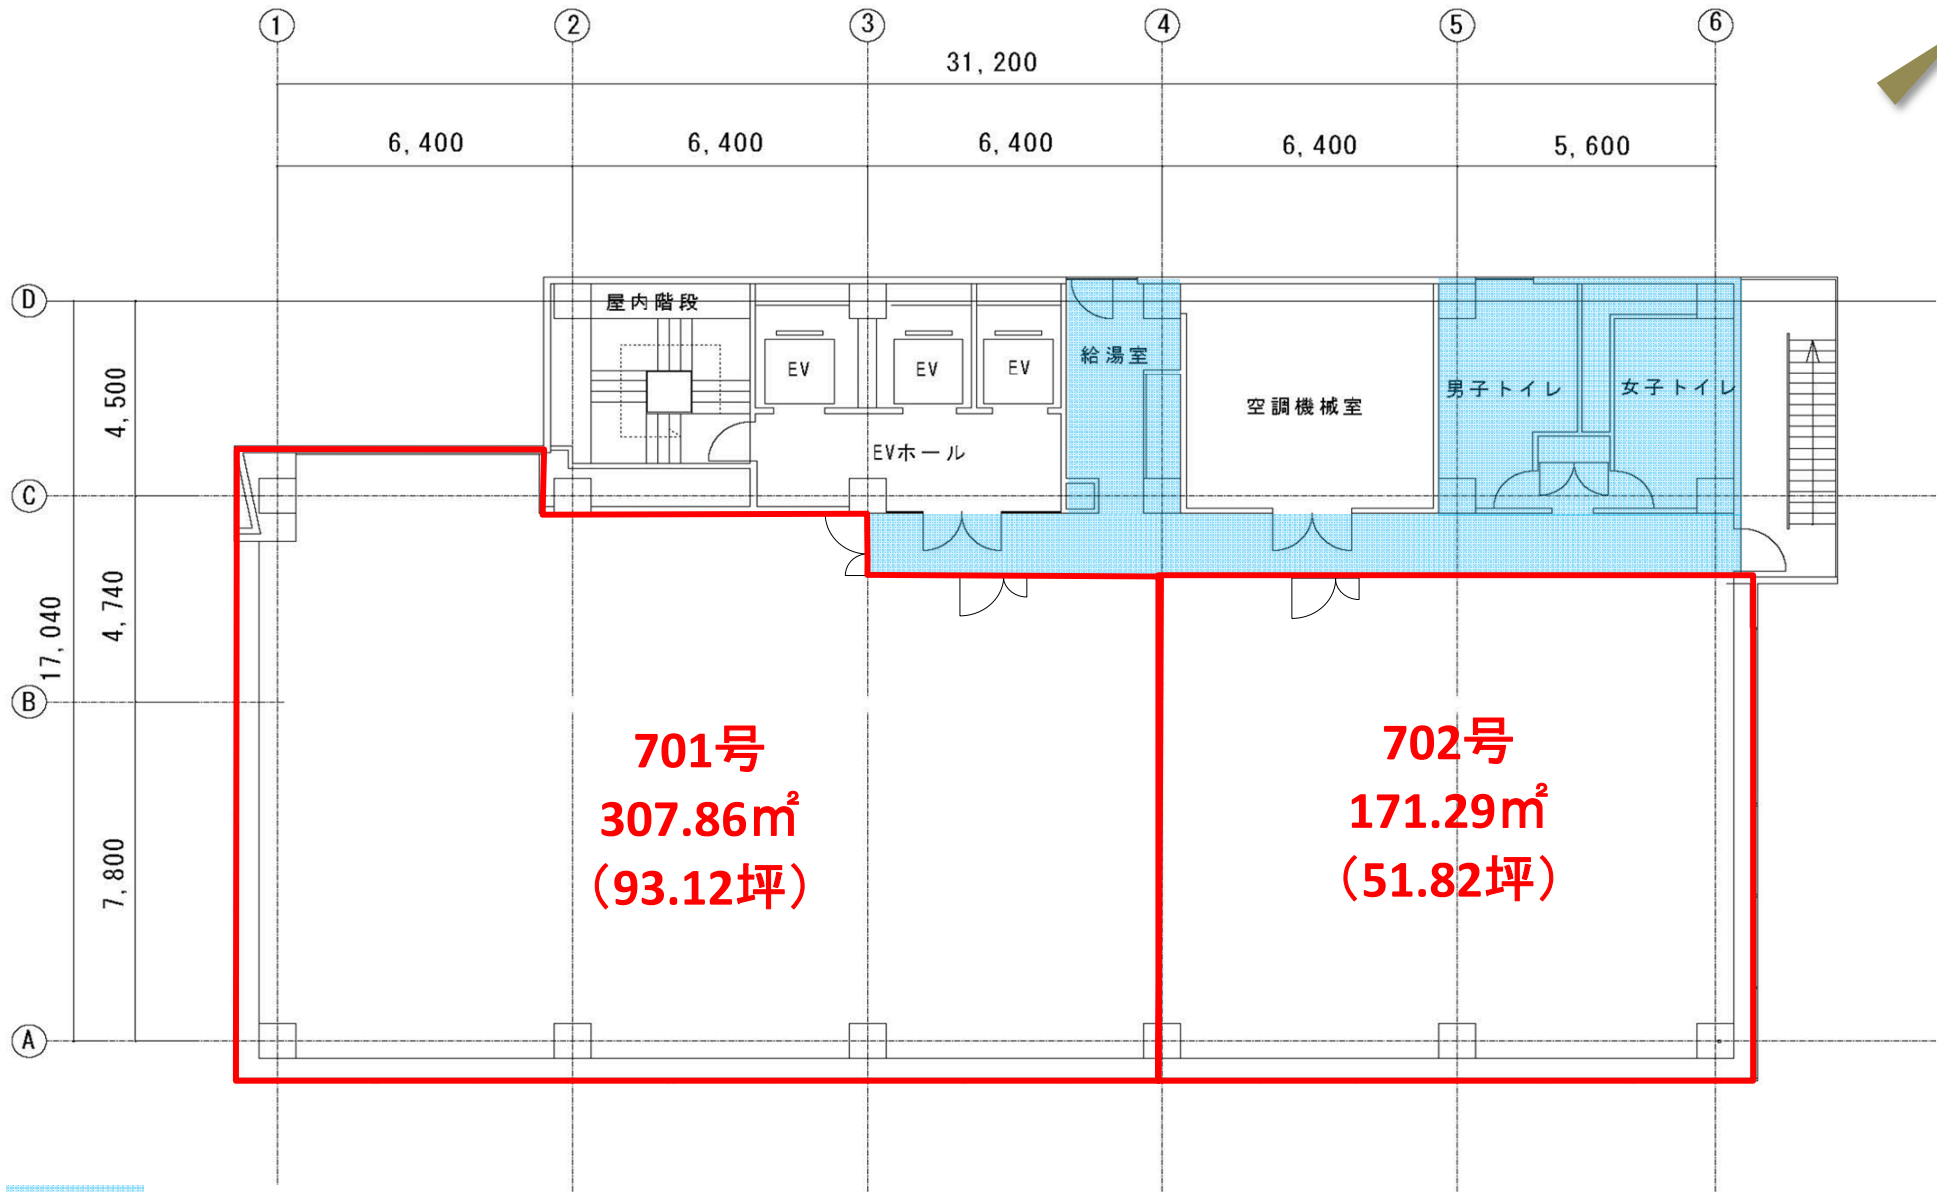 1 2 3 4 5 6
31,200
6,400 6,400 6,400 6,400 5,600
D
屋内階段
EV EV EV
給湯室
男子トイレ 女子トイレ
空調機械室
EVホール
4,500
C
4,740
17,040
B
7,800
A
701号
307.86㎡
（93.12坪）
702号
171.29㎡
（51.82坪）